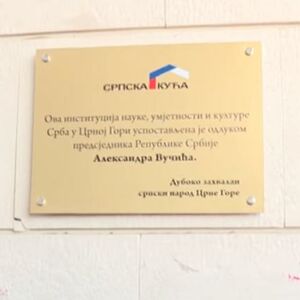 СРПСКА КУЋА
Ова институција науке, умјетности и културе
Срба у Црној Гори успостављена је одлуком
предсједника Републике Србије
Александра Вучића.
Дубоко захвалан
српски народ Црне Горе